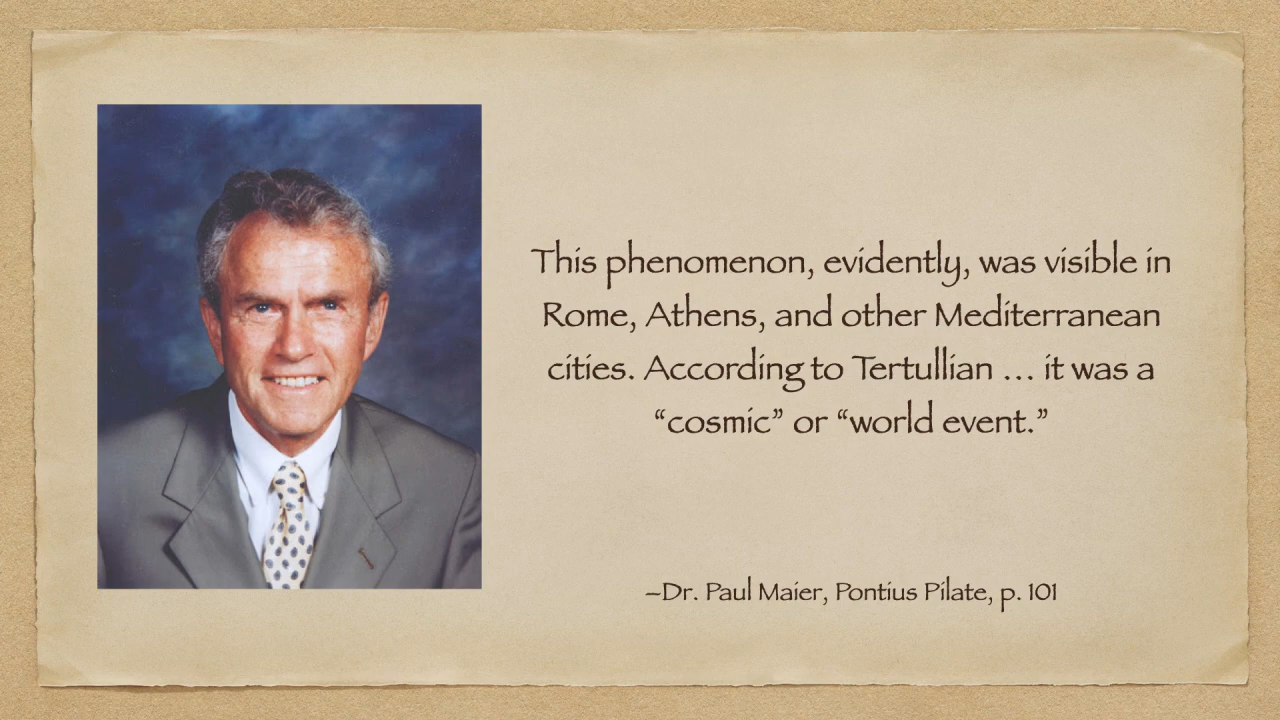 This phenomenon, evidently, was visible in
Rome, Athens, and other Mediterranean
cities. According to Tertullian … it was a
“cosmic” or “world event.”
–Dr. Paul Maier, Pontius Pilate, p. 101